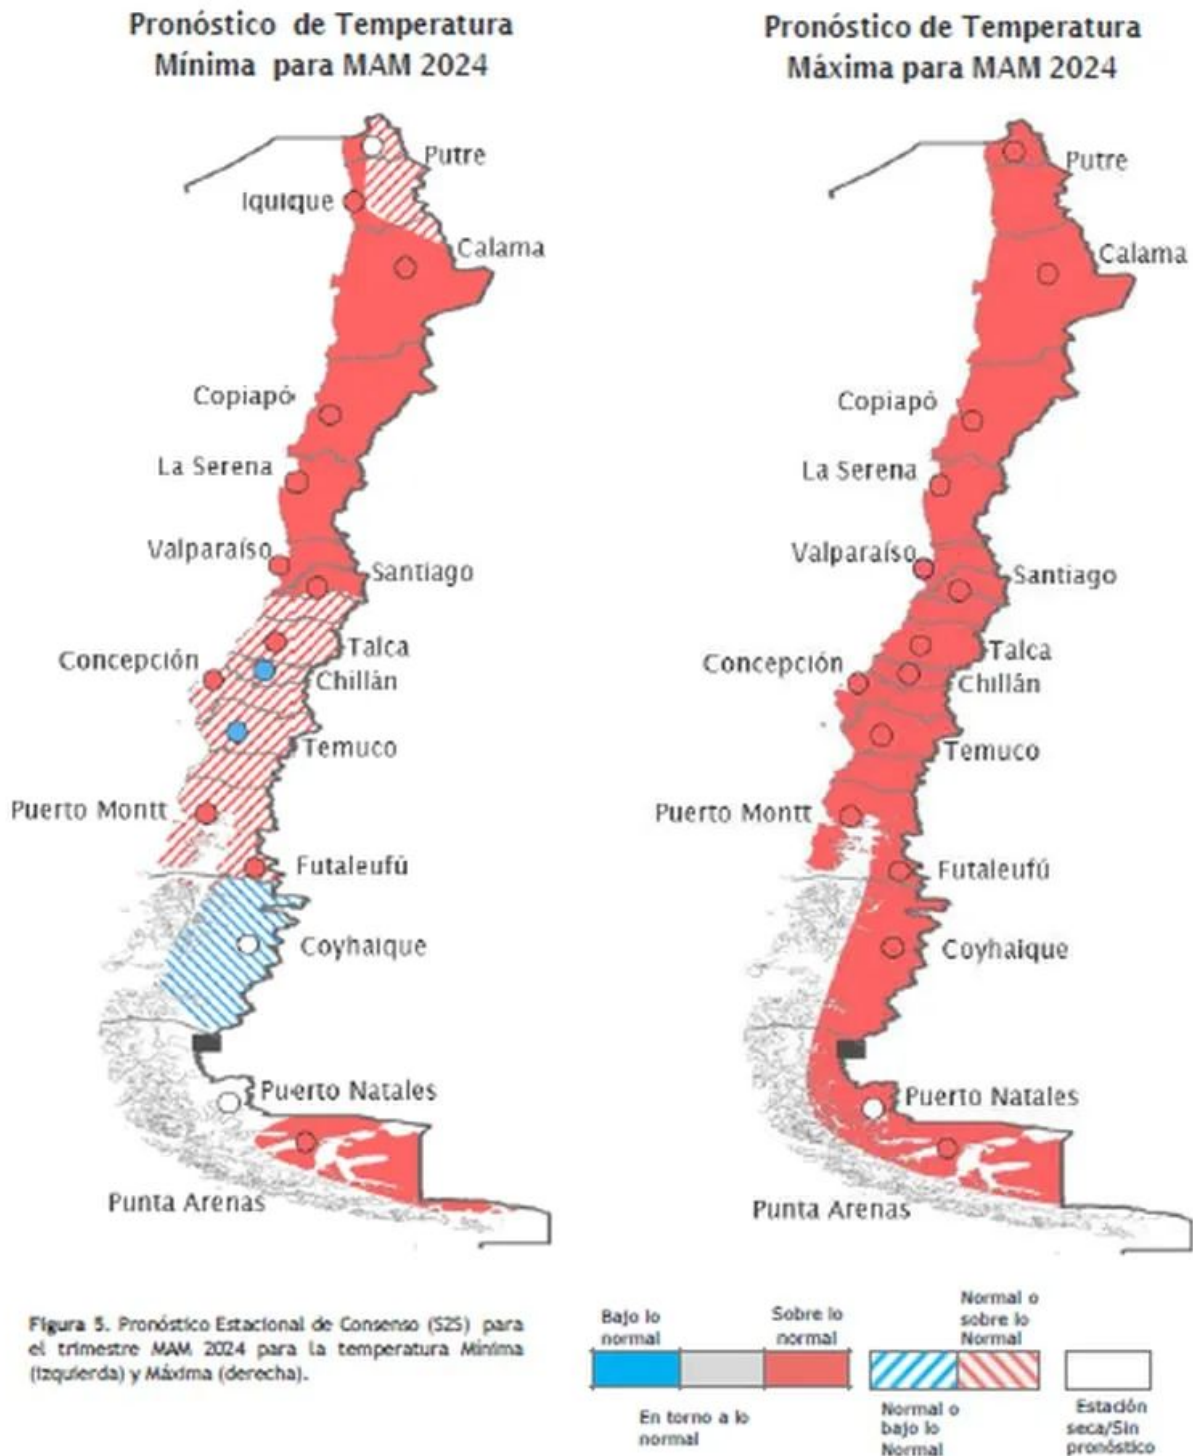 Pronóstico de Temperatura
Mínima para MAM 2024
Putre
Iquique
Calama
Copiapó
La Serena
Valparaíso
Santiago
Talca
Concepción
Chillán
Temuco
Puerto Montt
Futaleufú
Coyhaique
Puerto Natales
Punta Arenas
Pronóstico de Temperatura
Máxima para MAM 2024
Putre
Calama
Copiapó
La Serena
Valparaíso
Santiago
Talca
Concepción
Chillán
Temuco
Puerto Montt
Futaleufú
Coyhaique
Puerto Natales
Punta Arenas
Figura 5. Pronóstico Estacional de Consenso (S2S) para
el trimestre MAM 2024 para la temperatura Mínima
(izquierda) y Máxima (derecha).
Bajo lo
normal
Sobre lo
normal
Normal o
sobre lo
Normal
En torno a lo
normal
Normal o
bajo lo
Normal
Estación
seca/Sin
pronóstico